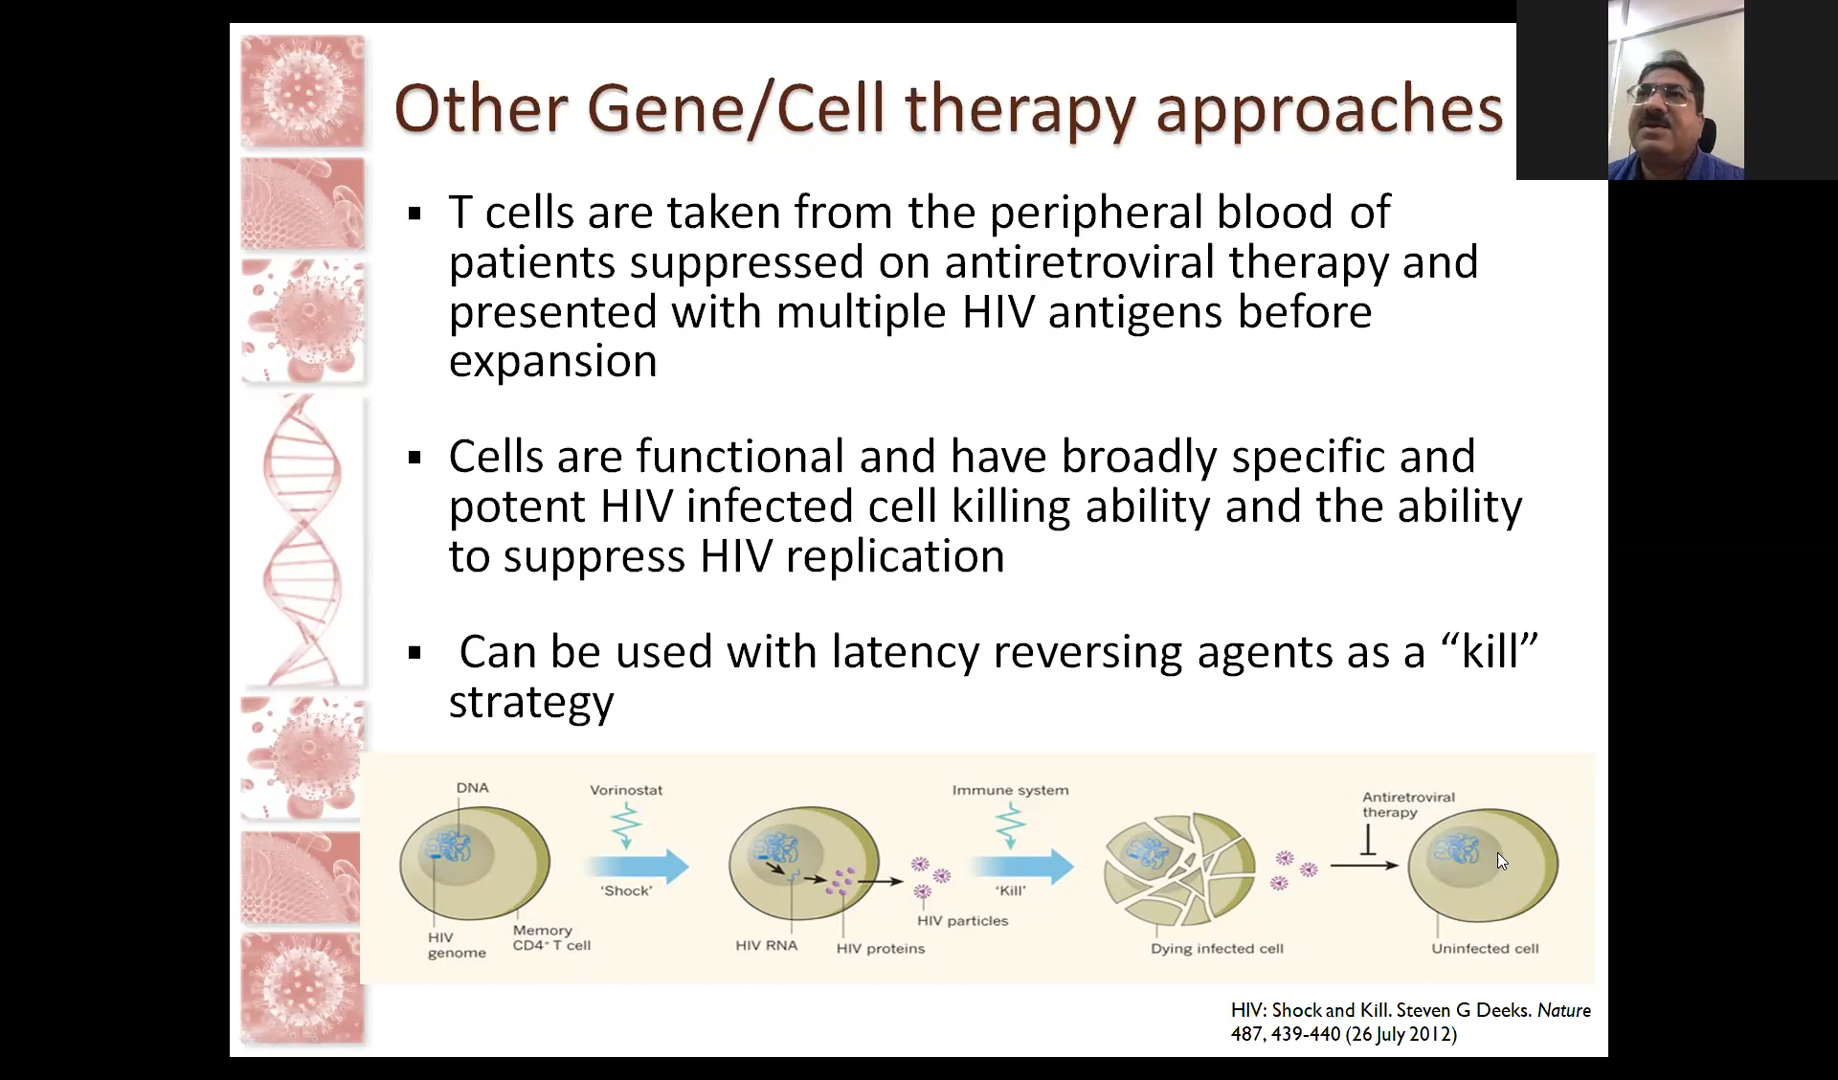 Other Gene/Cell therapy approaches
▪ T cells are taken from the peripheral blood of
patients suppressed on antiretroviral therapy and
presented with multiple HIV antigens before
expansion
▪ Cells are functional and have broadly specific and
potent HIV infected cell killing ability and the ability
to suppress HIV replication
▪ Can be used with latency reversing agents as a “kill”
strategy
DNA
Vorinostat
Immune system
Antiretroviral
therapy
‘Shock’
‘Kill’
HIV particles
HIV
genome
Memory
CD4⁺ T cell
HIV RNA
HIV proteins
Dying infected cell
Uninfected cell
HIV: Shock and Kill. Steven G Deeks. Nature
487, 439-440 (26 July 2012)